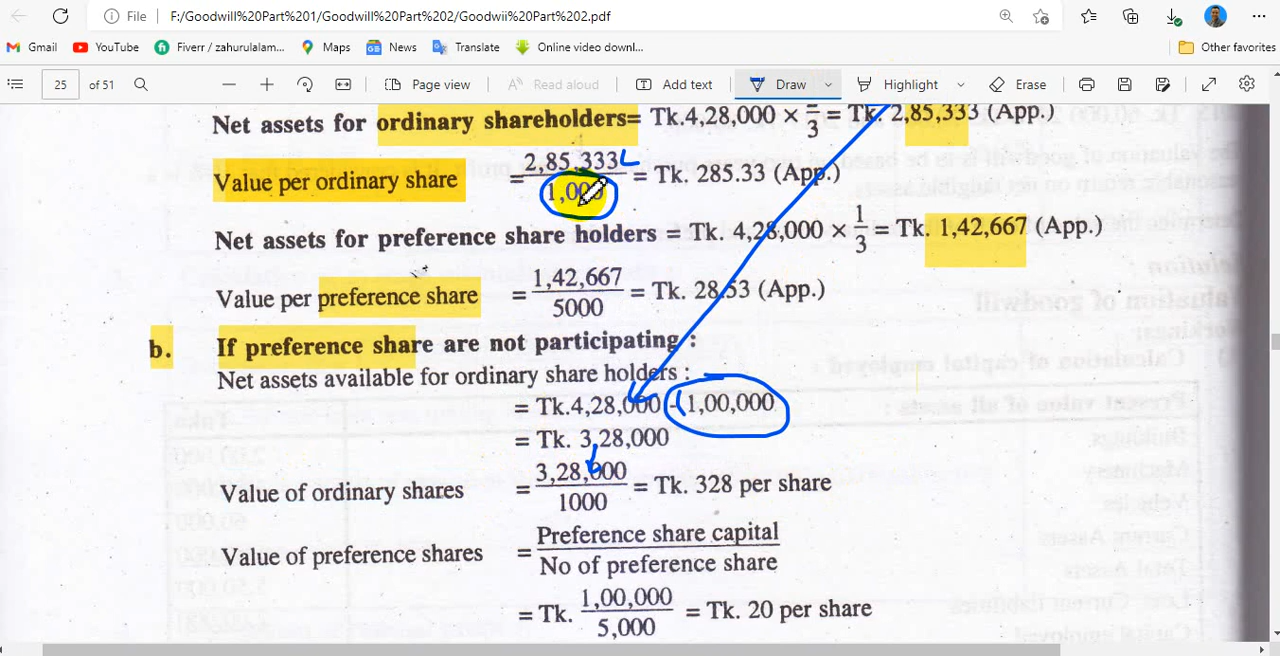 File F:/Goodwill%20Part%201/Goodwill%20Part%202/Goodwii%20Part%202.pdf
Gmail YouTube Fiverr / zahurulalam... Maps News Translate Online video downl... Other favorites
25 of 51 Page view Read aloud Add text Draw Highlight Erase
Net assets for ordinary shareholders= Tk.4,28,000 × /3 = Tk. 2,85,333 (App.)
Value per ordinary share = 2,85,333 / 1,000 = Tk. 285.33 (App.)
Net assets for preference share holders = Tk. 4,28,000 × 1/3 = Tk. 1,42,667 (App.)
Value per preference share = 1,42,667 / 5000 = Tk. 28.53 (App.)
b. If preference share are not participating :
Net assets available for ordinary share holders :
= Tk.4,28,000 - 1,00,000
= Tk. 3,28,000
Value of ordinary shares = 3,28,000 / 1000 = Tk. 328 per share
Value of preference shares = Preference share capital / No of preference share
= Tk. 1,00,000 / 5,000 = Tk. 20 per share